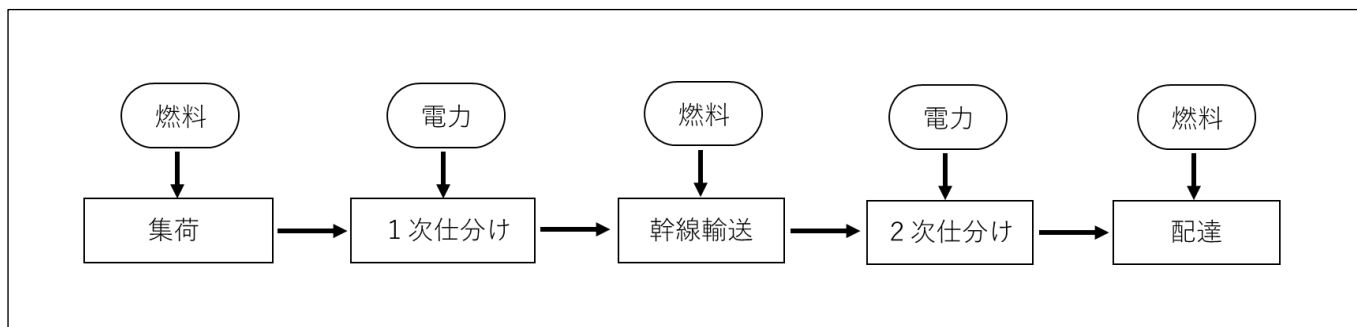 燃料
電力
燃料
電力
燃料
集荷
1次仕分け
幹線輸送
2次仕分け
配達